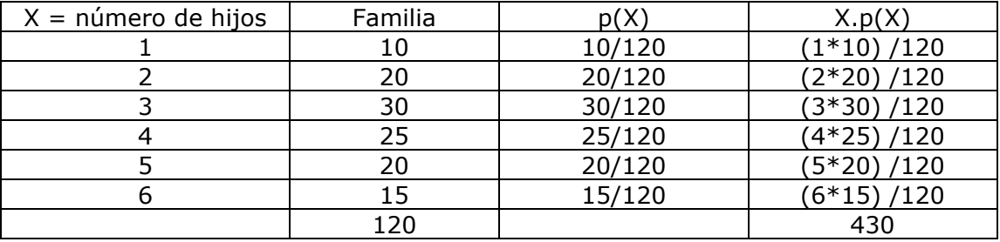 X = número de hijos Familia p(X) X.p(X)
1 10 10/120 (1*10) /120
2 20 20/120 (2*20) /120
3 30 30/120 (3*30) /120
4 25 25/120 (4*25) /120
5 20 20/120 (5*20) /120
6 15 15/120 (6*15) /120
120 430